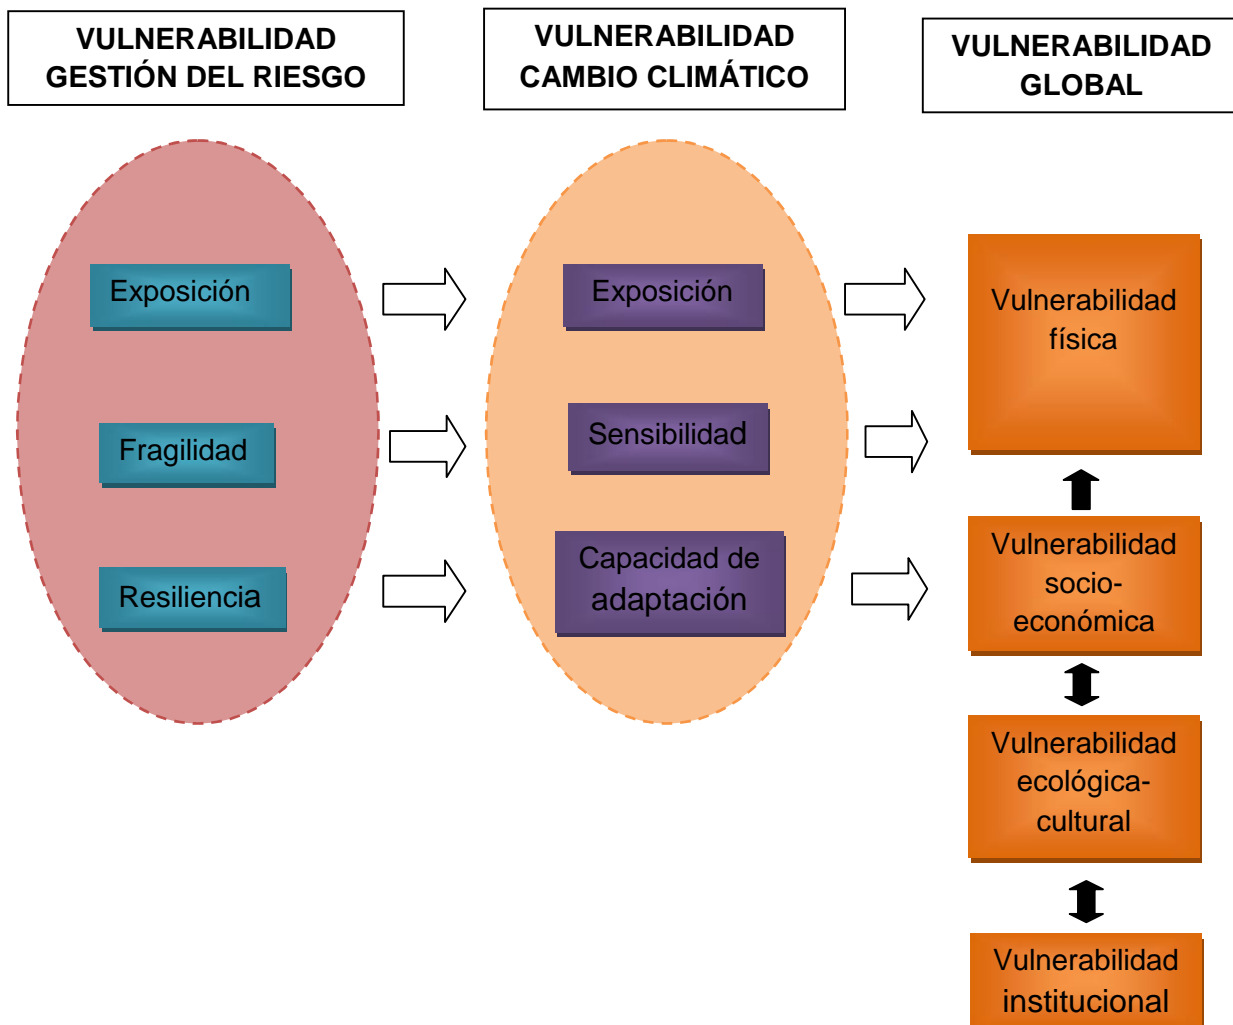 VULNERABILIDAD
GESTIÓN DEL RIESGO
VULNERABILIDAD
CAMBIO CLIMÁTICO
VULNERABILIDAD
GLOBAL
Exposición
Fragilidad
Resiliencia
Exposición
Sensibilidad
Capacidad de
adaptación
Vulnerabilidad
física
Vulnerabilidad
socio-
económica
Vulnerabilidad
ecológica-
cultural
Vulnerabilidad
institucional